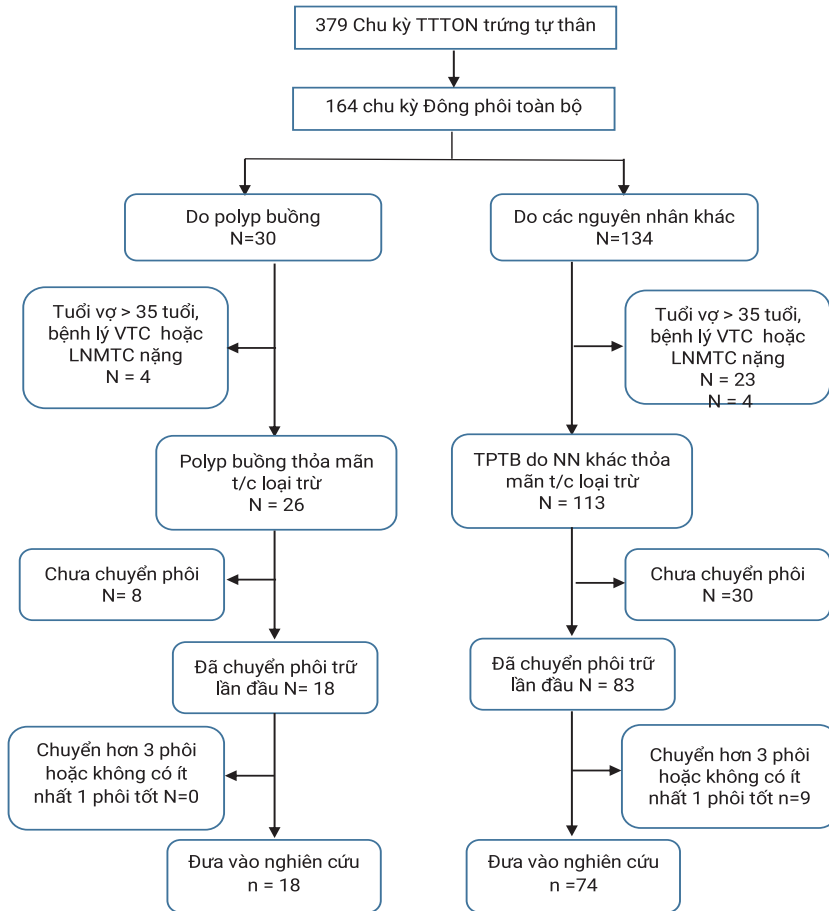 379 Chu kỳ TTTON trứng tự thân
164 chu kỳ Đông phôi toàn bộ
Do polyp buồng
N=30
Do các nguyên nhân khác
N=134
Tuổi vợ > 35 tuổi,
bệnh lý VTC hoặc
LNMTC nặng
N = 4
Tuổi vợ > 35 tuổi,
bệnh lý VTC hoặc
LNMTC nặng
N = 23
N = 4
Polyp buồng thỏa mãn
t/c loại trừ
N = 26
TPTB do NN khác thỏa
mãn t/c loại trừ
N = 113
Chưa chuyển phôi
N= 8
Chưa chuyển phôi
N =30
Đã chuyển phôi trữ
lần đầu N= 18
Đã chuyển phôi trữ
lần đầu N = 83
Chuyển hơn 3 phôi
hoặc không có ít
nhất 1 phôi tốt N=0
Chuyển hơn 3 phôi
hoặc không có ít
nhất 1 phôi tốt n=9
Đưa vào nghiên cứu
n = 18
Đưa vào nghiên cứu
n =74